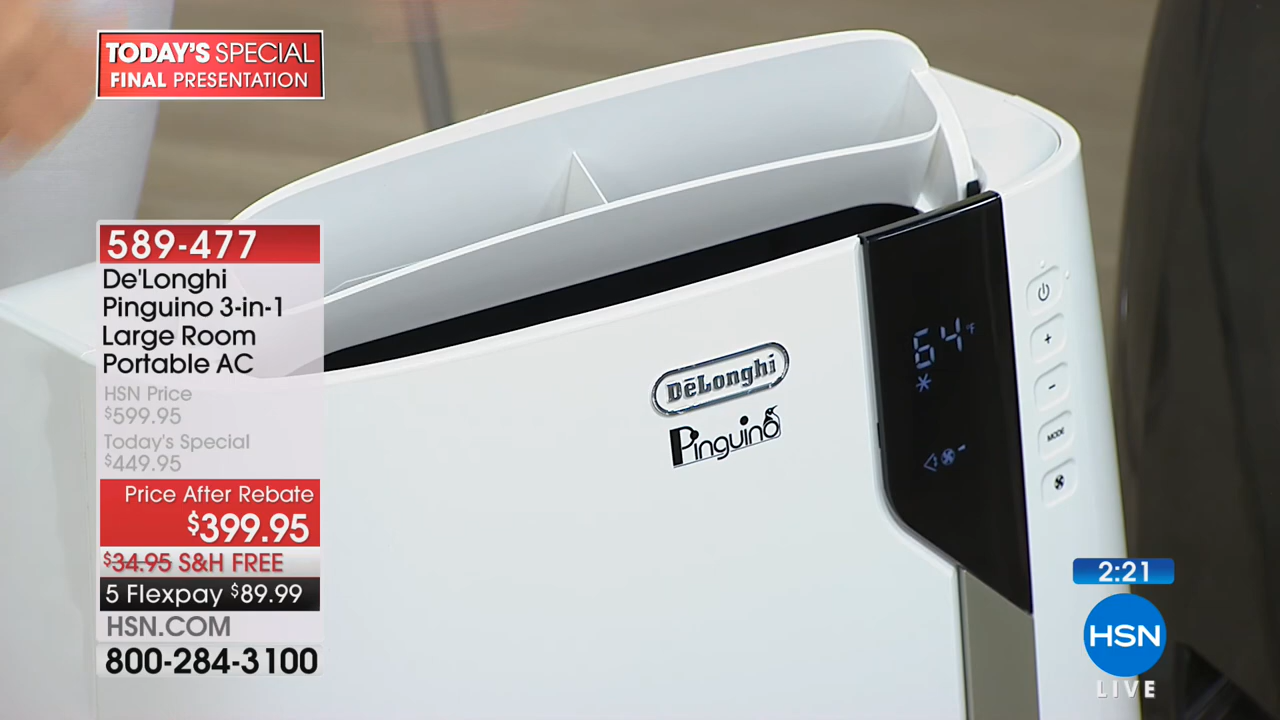 TODAY'S SPECIAL
FINAL PRESENTATION
589-477
De'Longhi
Pinguino 3-in-1
Large Room
Portable AC
HSN Price
$599.95
Today's Special
$449.95
Price After Rebate
$399.95
$34.95 S&H FREE
5 Flexpay $89.99
HSN.COM
800-284-3100
DēLonghi
Pinguino
64°F
+
-
MODE
2:21
HSN
LIVE